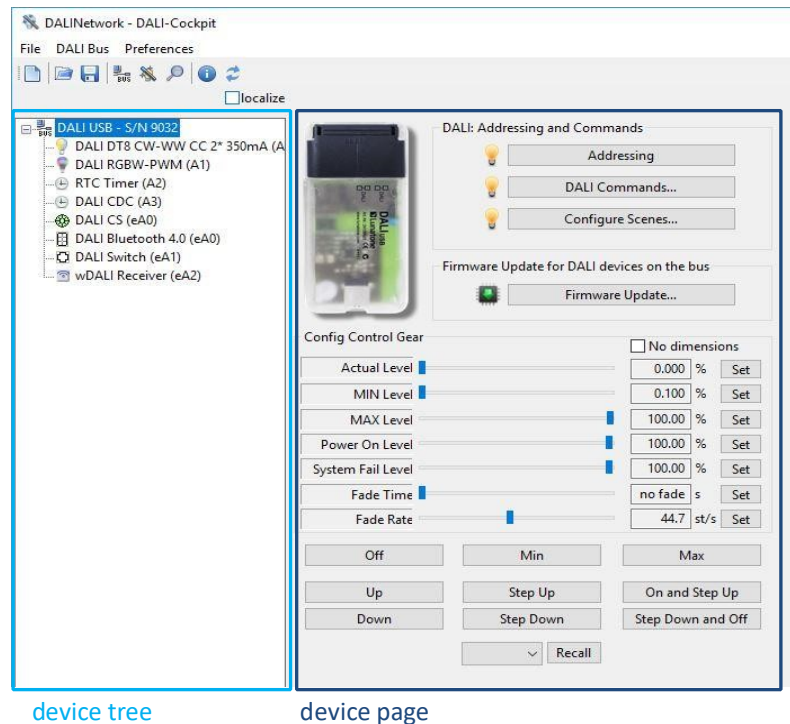 DALINetwork - DALI-Cockpit
File DALI Bus Preferences
BUS
localize
BUS DALI USB - S/N 9032
DALI DT8 CW-WW CC 2* 350mA (A
DALI RGBW-PWM (A1)
RTC Timer (A2)
DALI CDC (A3)
DALI CS (eA0)
DALI Bluetooth 4.0 (eA0)
DALI Switch (eA1)
wDALI Receiver (eA2)
DALI USB
Lunatone
DALI: Addressing and Commands
Addressing
DALI Commands...
Configure Scenes...
Firmware Update for DALI devices on the bus
Firmware Update...
Config Control Gear
No dimensions
Actual Level 0.000 % Set
MIN Level 0.100 % Set
MAX Level 100.00 % Set
Power On Level 100.00 % Set
System Fail Level 100.00 % Set
Fade Time no fade s Set
Fade Rate 44.7 st/s Set
Off Min Max
Up Step Up On and Step Up
Down Step Down Step Down and Off
Recall
device tree device page